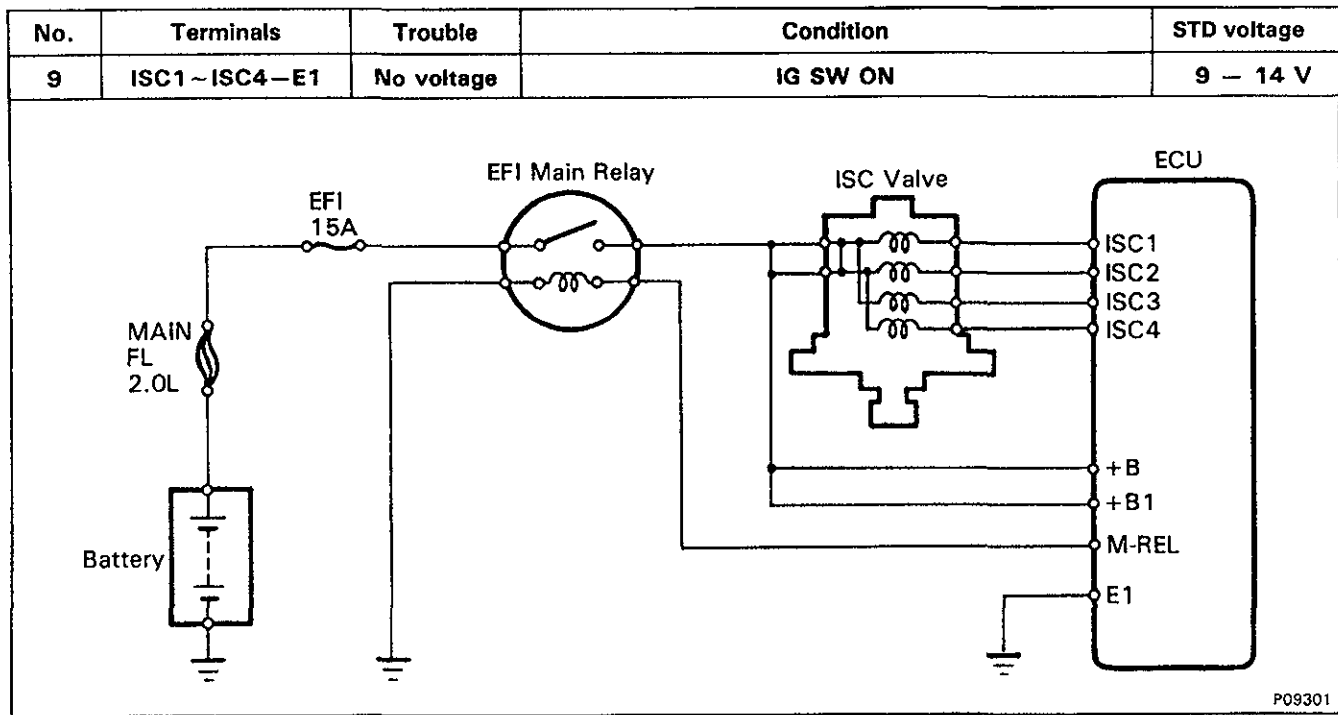 No. Terminals Trouble Condition STD voltage
9 ISC1~ISC4—E1 No voltage IG SW ON 9 — 14 V
ECU
EFI Main Relay
ISC Valve
EFI
15A
ISC1
ISC2
ISC3
ISC4
MAIN
FL
2.0L
+B
+B1
Battery
M-REL
E1
P09301